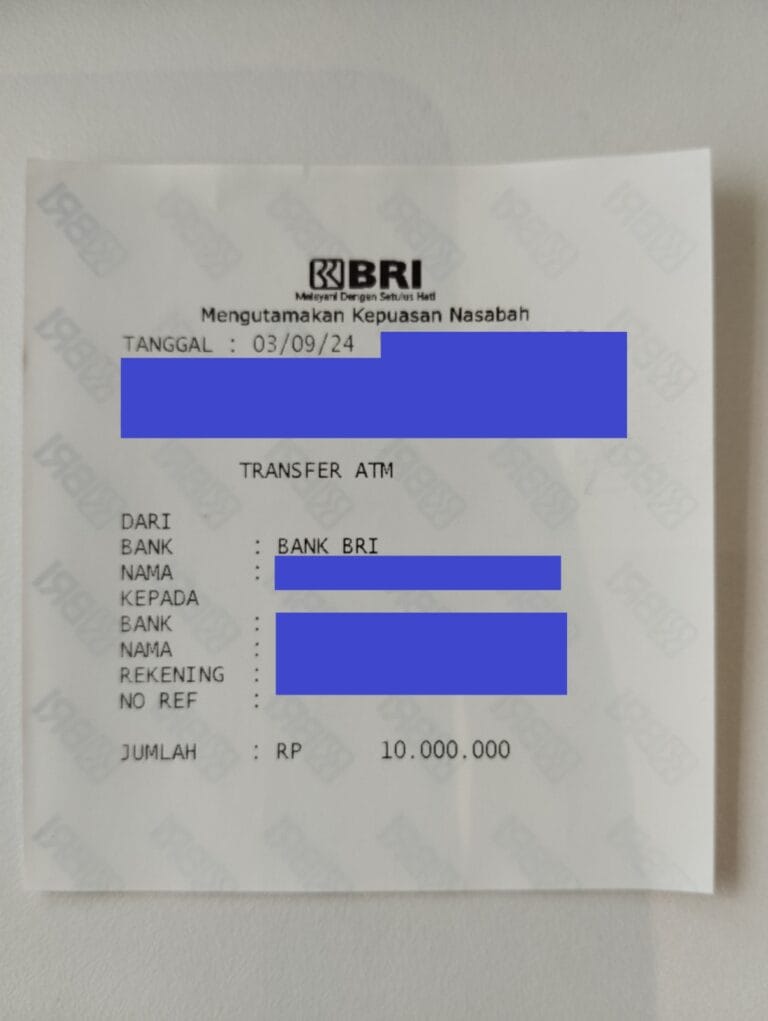 BRI
Melayani Dengan Setulus Hati
Mengutamakan Kepuasan Nasabah
TANGGAL : 03/09/24
TRANSFER ATM
DARI
BANK : BANK BRI
NAMA :
KEPADA
BANK :
NAMA :
REKENING :
NO REF :
JUMLAH : RP 10.000.000